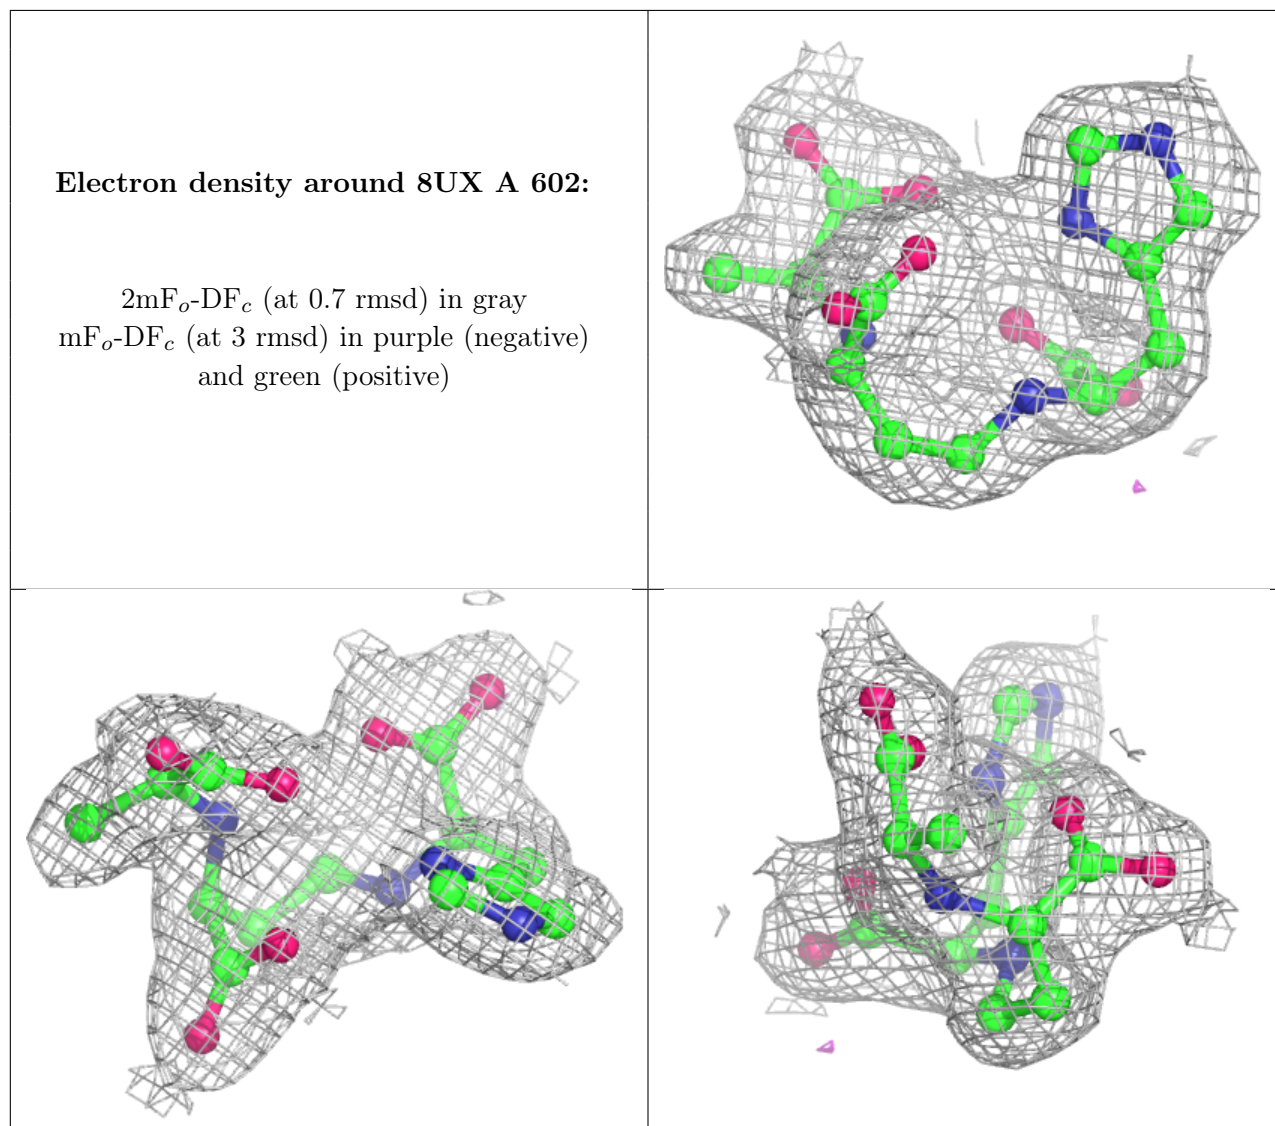 Electron density around 8UX A 602:
2mFₒ-DF𝒸 (at 0.7 rmsd) in gray
mFₒ-DF𝒸 (at 3 rmsd) in purple (negative)
and green (positive)